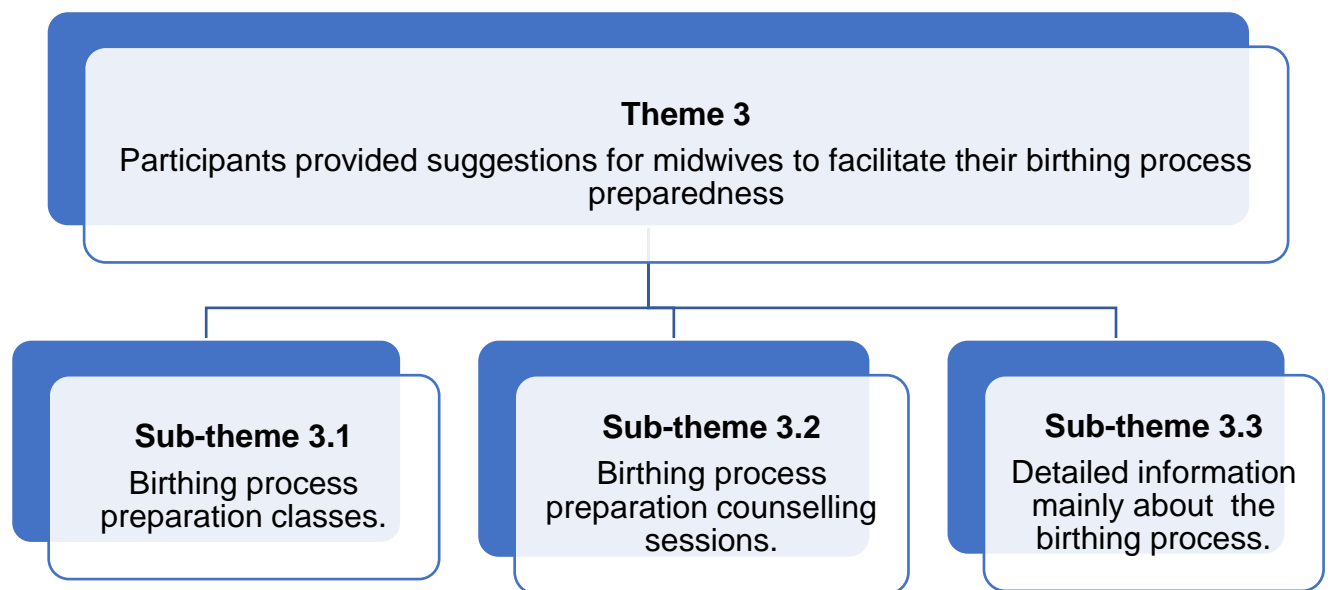 Theme 3
Participants provided suggestions for midwives to facilitate their birthing process
preparedness
Sub-theme 3.1
Birthing process
preparation classes.
Sub-theme 3.2
Birthing process
preparation counselling
sessions.
Sub-theme 3.3
Detailed information
mainly about  the
birthing process.